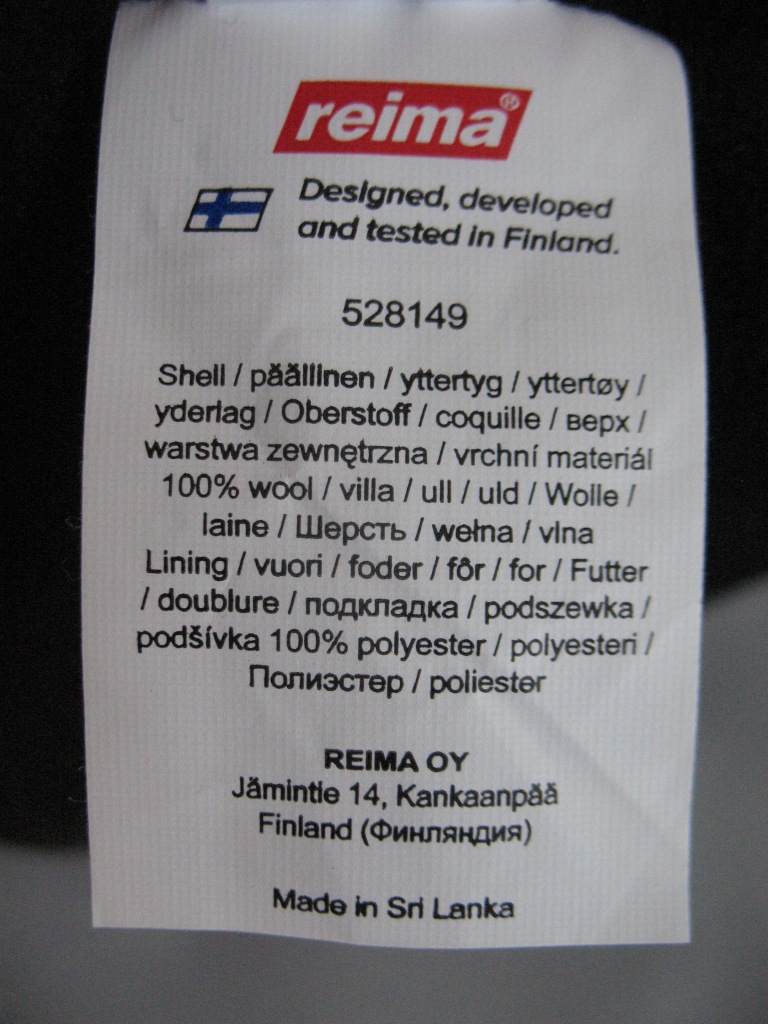 reima®
Designed, developed
and tested in Finland.
528149
Shell / päällinen / yttertyg / yttertøy /
yderlag / Oberstoff / coquille / верх /
warstwa zewnętrzna / vrchní materiál
100% wool / villa / ull / uld / Wolle /
laine / Шерсть / wełna / vlna
Lining / vuori / foder / fôr / for / Futter
/ doublure / подкладка / podszewka /
podšívka 100% polyester / polyesteri /
Полиэстер / poliester
REIMA OY
Jämintie 14, Kankaanpää
Finland (Финляндия)
Made in Sri Lanka